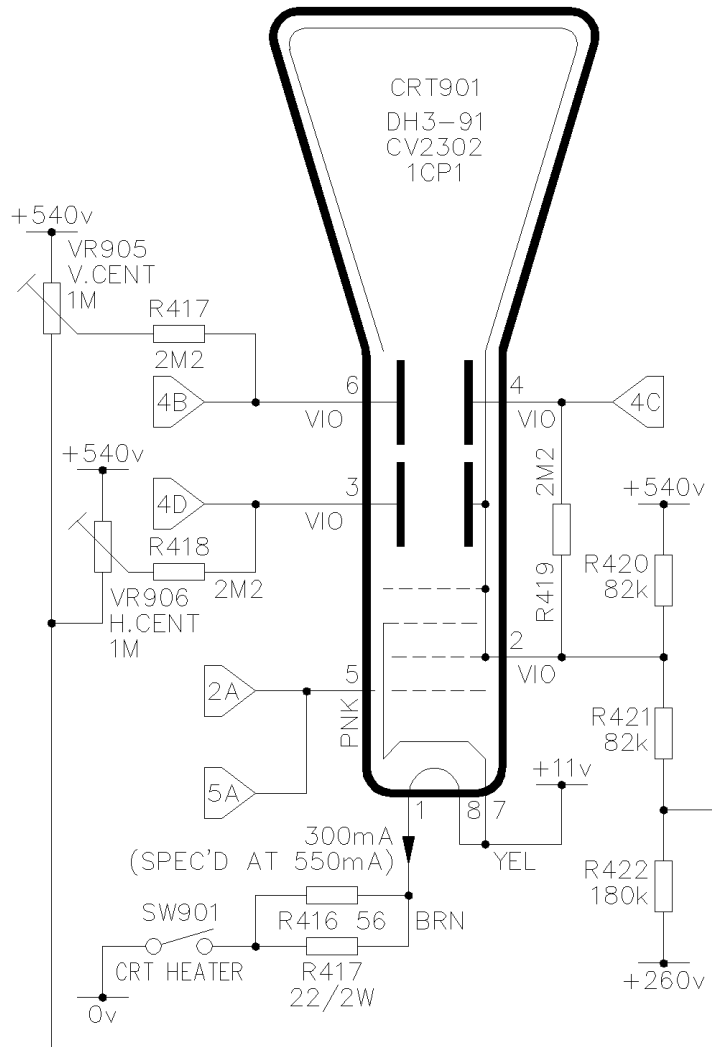 CRT901
DH3-91
CV2302
1CP1
+540v
VR905
V.CENT
1M
R417
2M2
4B
6
VIO
4
VIO
4C
+540v
4D
3
VIO
R418
2M2
VR906
H.CENT
1M
2M2
R419
+540v
R420
82k
2
VIO
2A
5
PNK
5A
R421
82k
+11v
1
8
7
300mA
(SPEC'D AT 550mA)
YEL
R422
180k
SW901
R416 56
BRN
CRT HEATER
R417
22/2W
0v
+260v